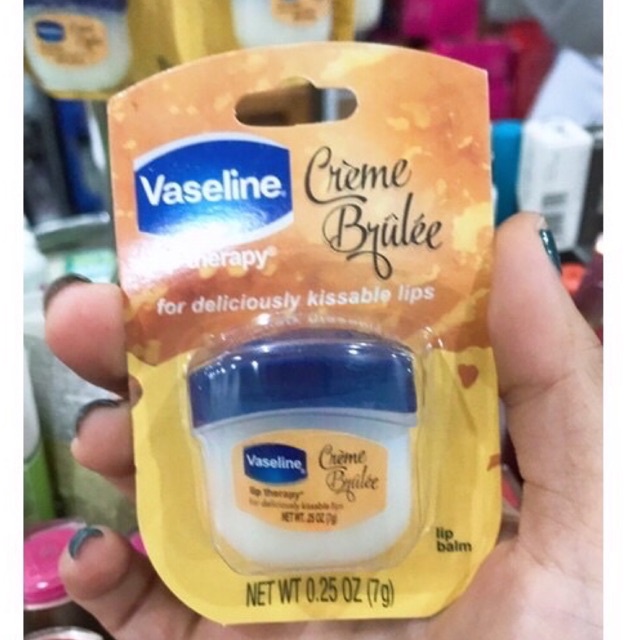 Vaseline®
Crème
Brûlée
therapy®
for deliciously kissable lips
Vaseline®
Crème
Brûlée
lip therapy®
for deliciously kissable lips
NET WT. .25 OZ (7g)
lip
balm
NET WT 0.25 OZ (7g)